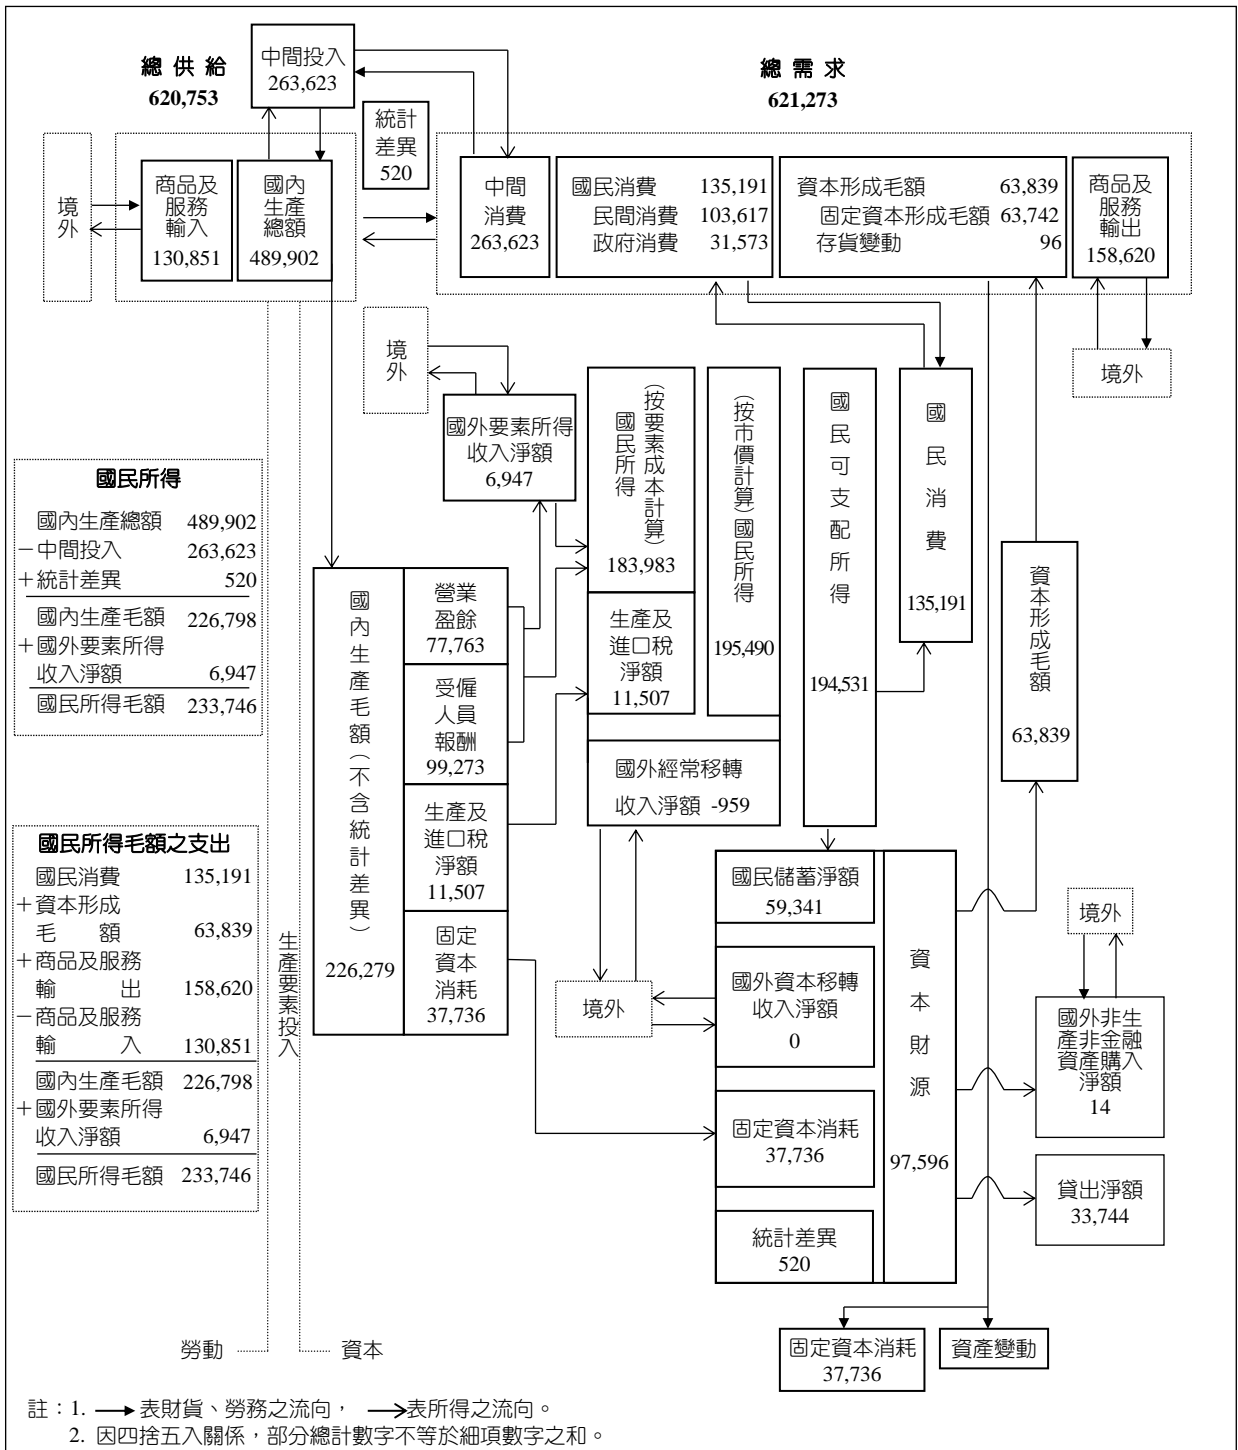 總供給
620,753
中間投入
263,623
統計
差異
520
總需求
621,273
境外
商品及
服務
輸入
130,851
國內
生產
總額
489,902
中間
消費
263,623
國民消費 135,191
民間消費 103,617
政府消費 31,573
資本形成毛額 63,839
固定資本形成毛額 63,742
存貨變動 96
商品及
服務
輸出
158,620
境外
境外
國外要素所得
收入淨額
6,947
(按要素成本計算)
國民所得
183,983
生產及
進口稅
淨額
11,507
(按市價計算)國民所得
195,490
國民可支配所得
194,531
國民消費
135,191
資本形成毛額
63,839
國民所得
國內生產總額 489,902
－中間投入 263,623
＋統計差異 520
國內生產毛額 226,798
＋國外要素所得
收入淨額 6,947
國民所得毛額 233,746
國內生產毛額(不含統計差異)
226,279
營業
盈餘
77,763
受僱
人員
報酬
99,273
生產及
進口稅
淨額
11,507
固定
資本
消耗
37,736
國外經常移轉
收入淨額 -959
國民所得毛額之支出
國民消費 135,191
＋資本形成
毛額 63,839
＋商品及服務
輸出 158,620
－商品及服務
輸入 130,851
國內生產毛額 226,798
＋國外要素所得
收入淨額 6,947
國民所得毛額 233,746
生產要素投入
勞動
資本
境外
國民儲蓄淨額
59,341
國外資本移轉
收入淨額
0
固定資本消耗
37,736
統計差異
520
資本財源
97,596
境外
國外非生
產非金融
資產購入
淨額
14
貸出淨額
33,744
固定資本消耗
37,736
資產變動
註：1. → 表財貨、勞務之流向， →表所得之流向。
2. 因四捨五入關係，部分總計數字不等於細項數字之和。